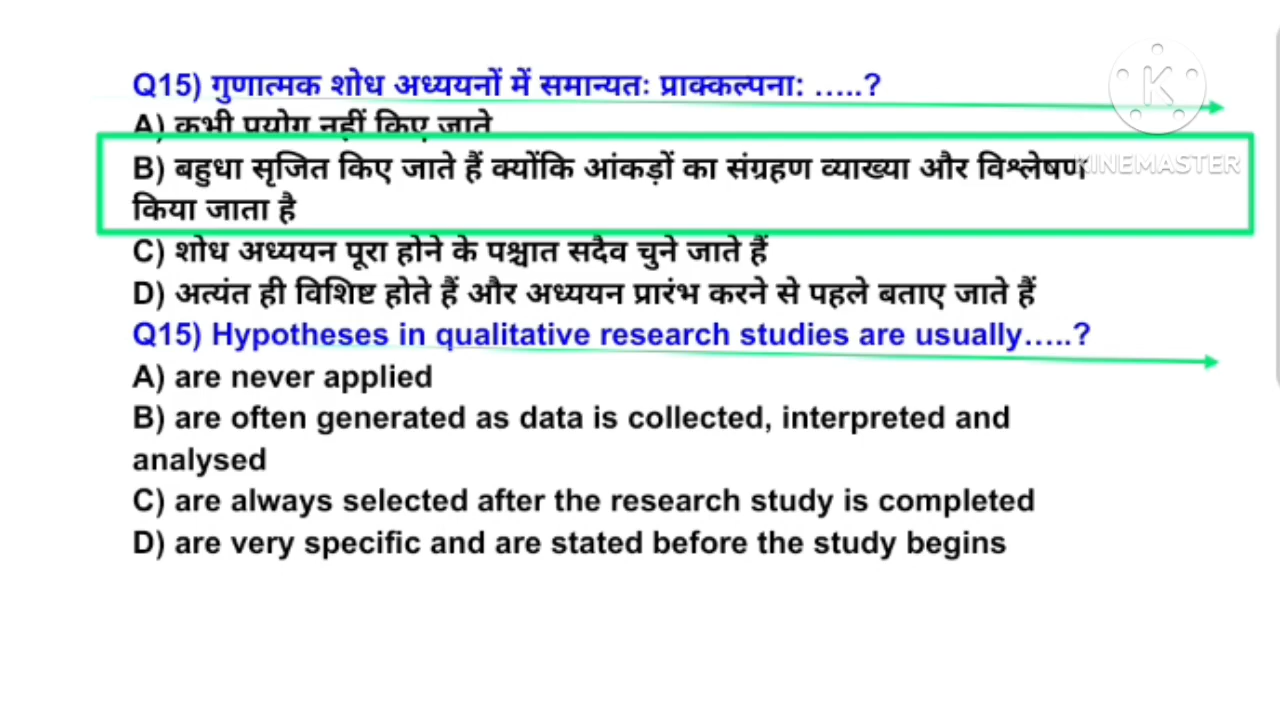 Q15) गुणात्मक शोध अध्ययनों में समान्यतः प्राक्कल्पना: …..?
A) कभी प्रयोग नहीं किए जाते
B) बहुधा सृजित किए जाते हैं क्योंकि आंकड़ों का संग्रहण व्याख्या और विश्लेषण
किया जाता है
KINEMASTER
C) शोध अध्ययन पूरा होने के पश्चात सदैव चुने जाते हैं
D) अत्यंत ही विशिष्ट होते हैं और अध्ययन प्रारंभ करने से पहले बताए जाते हैं
Q15) Hypotheses in qualitative research studies are usually…..?
A) are never applied
B) are often generated as data is collected, interpreted and
analysed
C) are always selected after the research study is completed
D) are very specific and are stated before the study begins